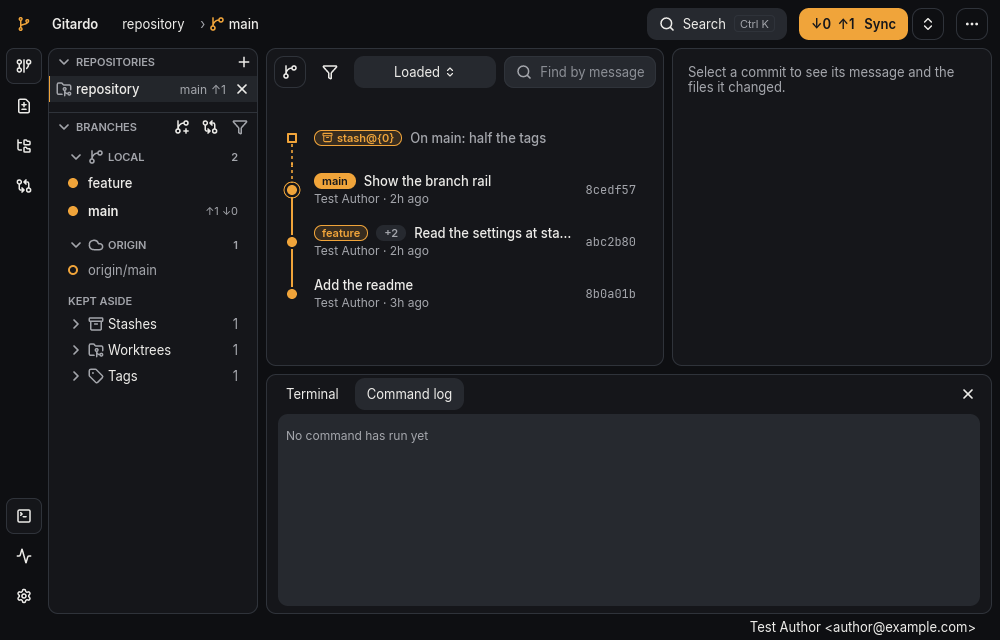 Gitardo repository › main
Search Ctrl K
↓0 ↑1 Sync
REPOSITORIES
repository main ↑1
BRANCHES
LOCAL 2
feature
main ↑1 ↓0
ORIGIN 1
origin/main
KEPT ASIDE
Stashes 1
Worktrees 1
Tags 1
Loaded
Find by message
stash@{0} On main: half the tags
main Show the branch rail
Test Author · 2h ago
8cedf57
feature +2 Read the settings at sta...
Test Author · 2h ago
abc2b80
Add the readme
Test Author · 3h ago
8b0a01b
Select a commit to see its message and the
files it changed.
Terminal Command log
No command has run yet
Test Author <author@example.com>